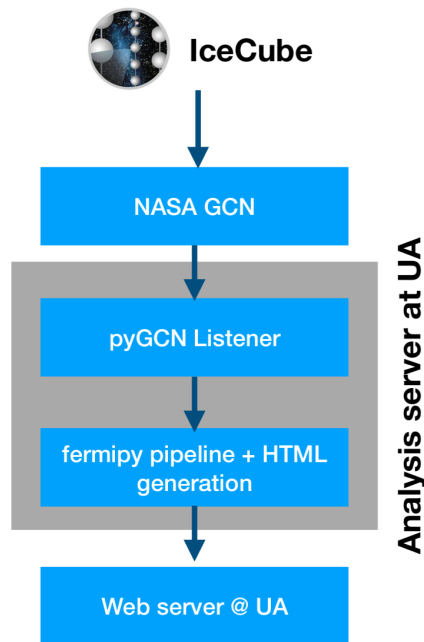 IceCube
NASA GCN
pyGCN Listener
fermipy pipeline + HTML
generation
Web server @ UA
Analysis server at UA